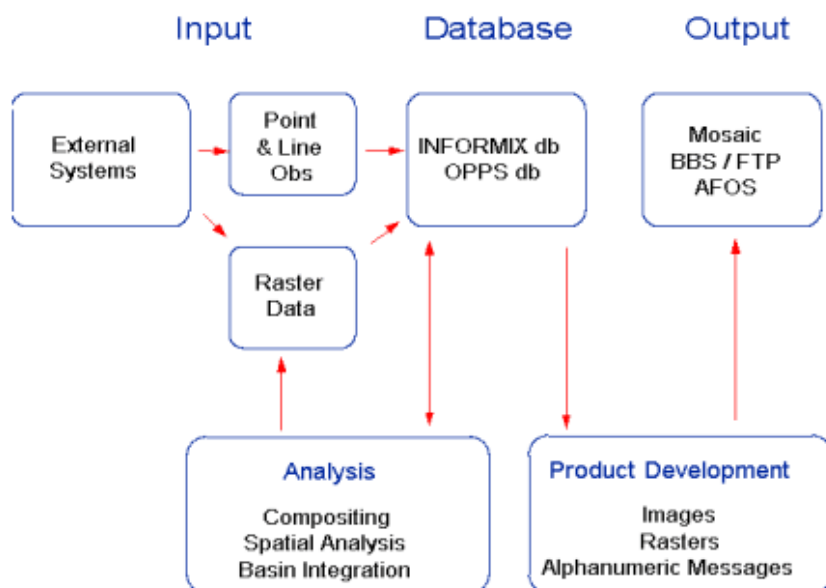 Input
Database
Output
External
Systems
Point
& Line
Obs
INFORMIX db
OPPS db
Mosaic
BBS / FTP
AFOS
Raster
Data
Analysis
Compositing
Spatial Analysis
Basin Integration
Product Development
Images
Rasters
Alphanumeric Messages